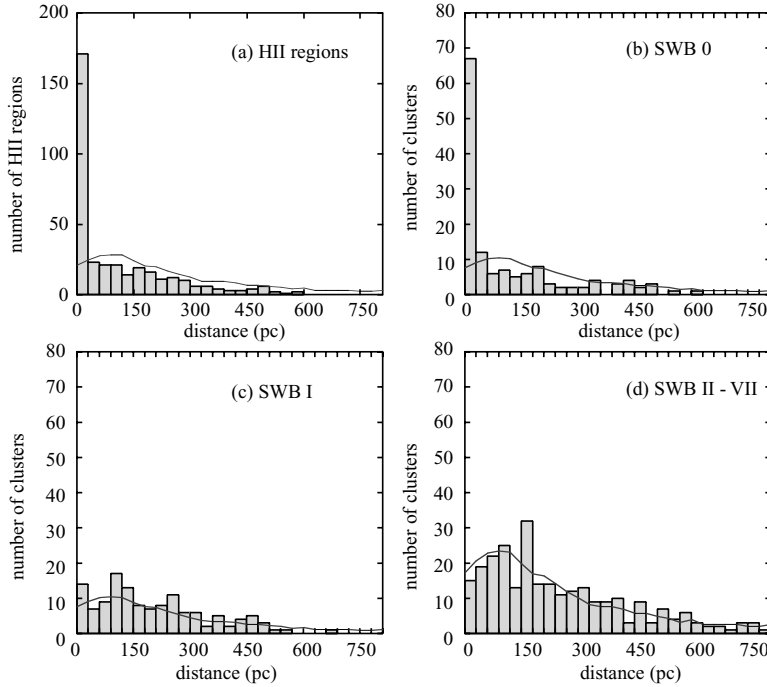 (a) HII regions
number of HII regions
200
150
100
50
0
0 150 300 450 600 750
distance (pc)
(b) SWB 0
number of clusters
80
70
60
50
40
30
20
10
0
0 150 300 450 600 750
distance (pc)
(c) SWB I
number of clusters
80
70
60
50
40
30
20
10
0
0 150 300 450 600 750
distance (pc)
(d) SWB II - VII
number of clusters
80
70
60
50
40
30
20
10
0
0 150 300 450 600 750
distance (pc)